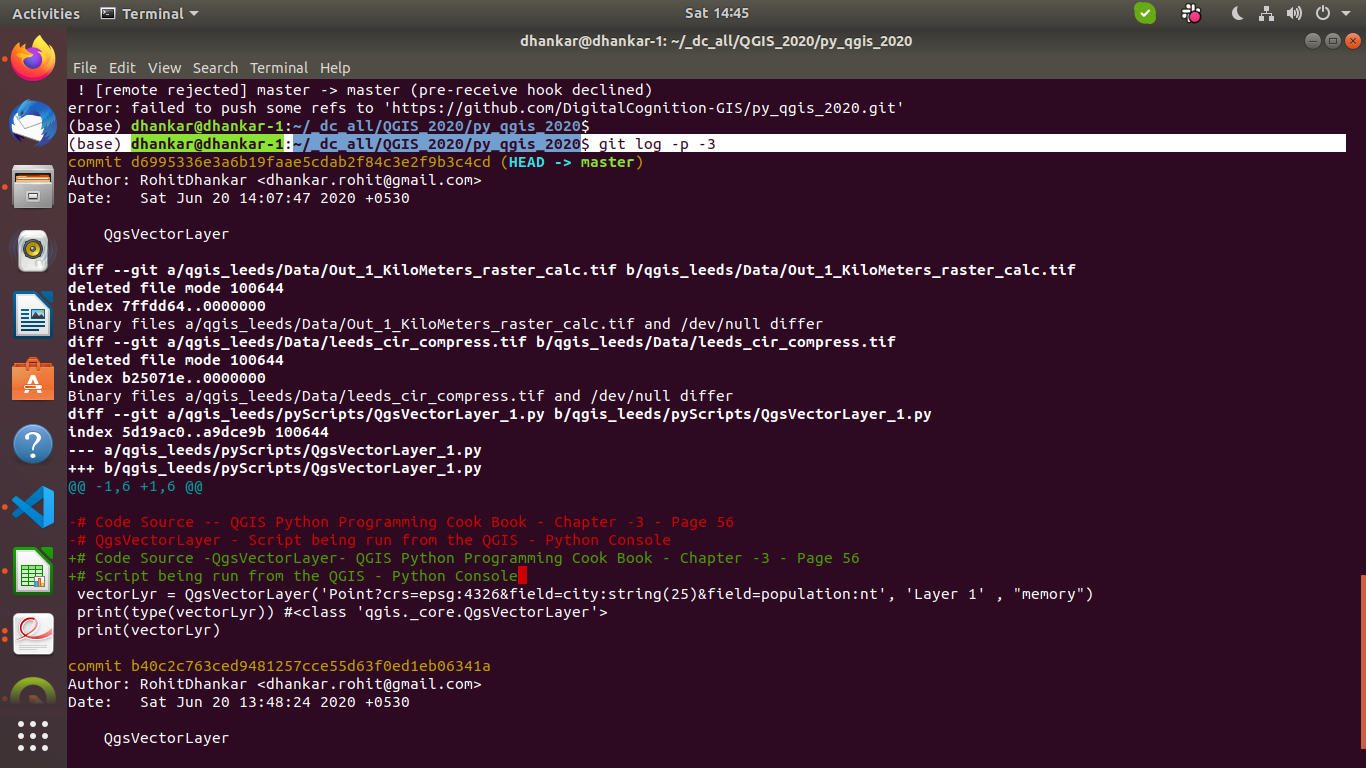 Activities Terminal Sat 14:45
dhankar@dhankar-1: ~/_dc_all/QGIS_2020/py_qgis_2020
File Edit View Search Terminal Help
! [remote rejected] master -> master (pre-receive hook declined)
error: failed to push some refs to 'https://github.com/DigitalCognition-GIS/py_qgis_2020.git'
(base) dhankar@dhankar-1:~/_dc_all/QGIS_2020/py_qgis_2020$
(base) dhankar@dhankar-1:~/_dc_all/QGIS_2020/py_qgis_2020$ git log -p -3
commit d6995336e3a6b19faae5cdab2f84c3e2f9b3c4cd (HEAD -> master)
Author: RohitDhankar <dhankar.rohit@gmail.com>
Date:   Sat Jun 20 14:07:47 2020 +0530
    QgsVectorLayer
diff --git a/qgis_leeds/Data/Out_1_KiloMeters_raster_calc.tif b/qgis_leeds/Data/Out_1_KiloMeters_raster_calc.tif
deleted file mode 100644
index 7ffdd64..0000000
Binary files a/qgis_leeds/Data/Out_1_KiloMeters_raster_calc.tif and /dev/null differ
diff --git a/qgis_leeds/Data/leeds_cir_compress.tif b/qgis_leeds/Data/leeds_cir_compress.tif
deleted file mode 100644
index b25071e..0000000
Binary files a/qgis_leeds/Data/leeds_cir_compress.tif and /dev/null differ
diff --git a/qgis_leeds/pyScripts/QgsVectorLayer_1.py b/qgis_leeds/pyScripts/QgsVectorLayer_1.py
index 5d19ac0..a9dce9b 100644
--- a/qgis_leeds/pyScripts/QgsVectorLayer_1.py
+++ b/qgis_leeds/pyScripts/QgsVectorLayer_1.py
@@ -1,6 +1,6 @@
-# Code Source -- QGIS Python Programming Cook Book - Chapter -3 - Page 56
-# QgsVectorLayer - Script being run from the QGIS - Python Console
+# Code Source -QgsVectorLayer- QGIS Python Programming Cook Book - Chapter -3 - Page 56
+# Script being run from the QGIS - Python Console
 vectorLyr = QgsVectorLayer('Point?crs=epsg:4326&field=city:string(25)&field=population:nt', 'Layer 1' , "memory")
 print(type(vectorLyr)) #<class 'qgis._core.QgsVectorLayer'>
 print(vectorLyr)
commit b40c2c763ced9481257cce55d63f0ed1eb06341a
Author: RohitDhankar <dhankar.rohit@gmail.com>
Date:   Sat Jun 20 13:48:24 2020 +0530
    QgsVectorLayer